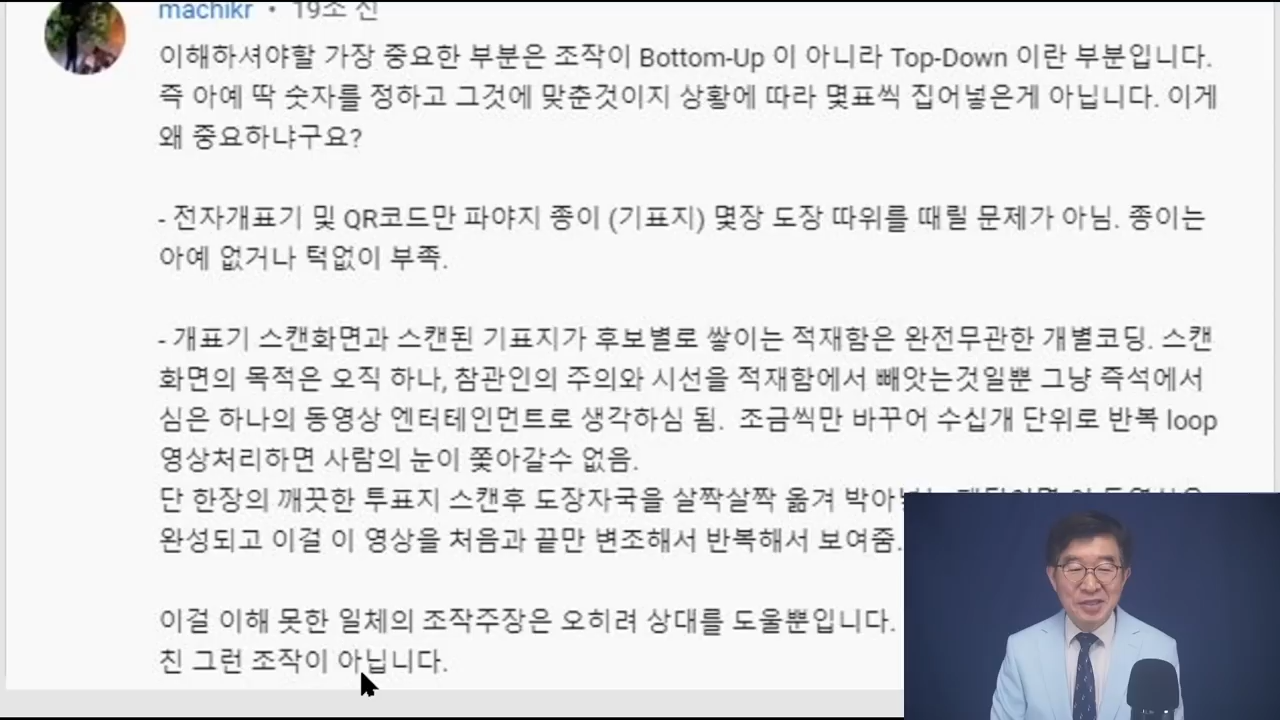 machikr
이해하셔야할 가장 중요한 부분은 조작이 Bottom-Up 이 아니라 Top-Down 이란 부분입니다.
즉 아예 딱 숫자를 정하고 그것에 맞춘것이지 상황에 따라 몇표씩 집어넣은게 아닙니다. 이게
왜 중요하냐구요?
- 전자개표기 및 QR코드만 파야지 종이 (기표지) 몇장 도장 따위를 때릴 문제가 아님. 종이는
아예 없거나 턱없이 부족.
- 개표기 스캔화면과 스캔된 기표지가 후보별로 쌓이는 적재함은 완전무관한 개별코딩. 스캔
화면의 목적은 오직 하나, 참관인의 주의와 시선을 적재함에서 빼앗는것일뿐 그냥 즉석에서
심은 하나의 동영상 엔터테인먼트로 생각하심 됨. 조금씩만 바꾸어 수십개 단위로 반복 loop
영상처리하면 사람의 눈이 쫓아갈수 없음.
단 한장의 깨끗한 투표지 스캔후 도장자국을 살짝살짝 옮겨
완성되고 이걸 이 영상을 처음과 끝만 변조해서 반복해서 보여줌.
이걸 이해 못한 일체의 조작주장은 오히려 상대를 도울뿐입니다.
친 그런 조작이 아닙니다.